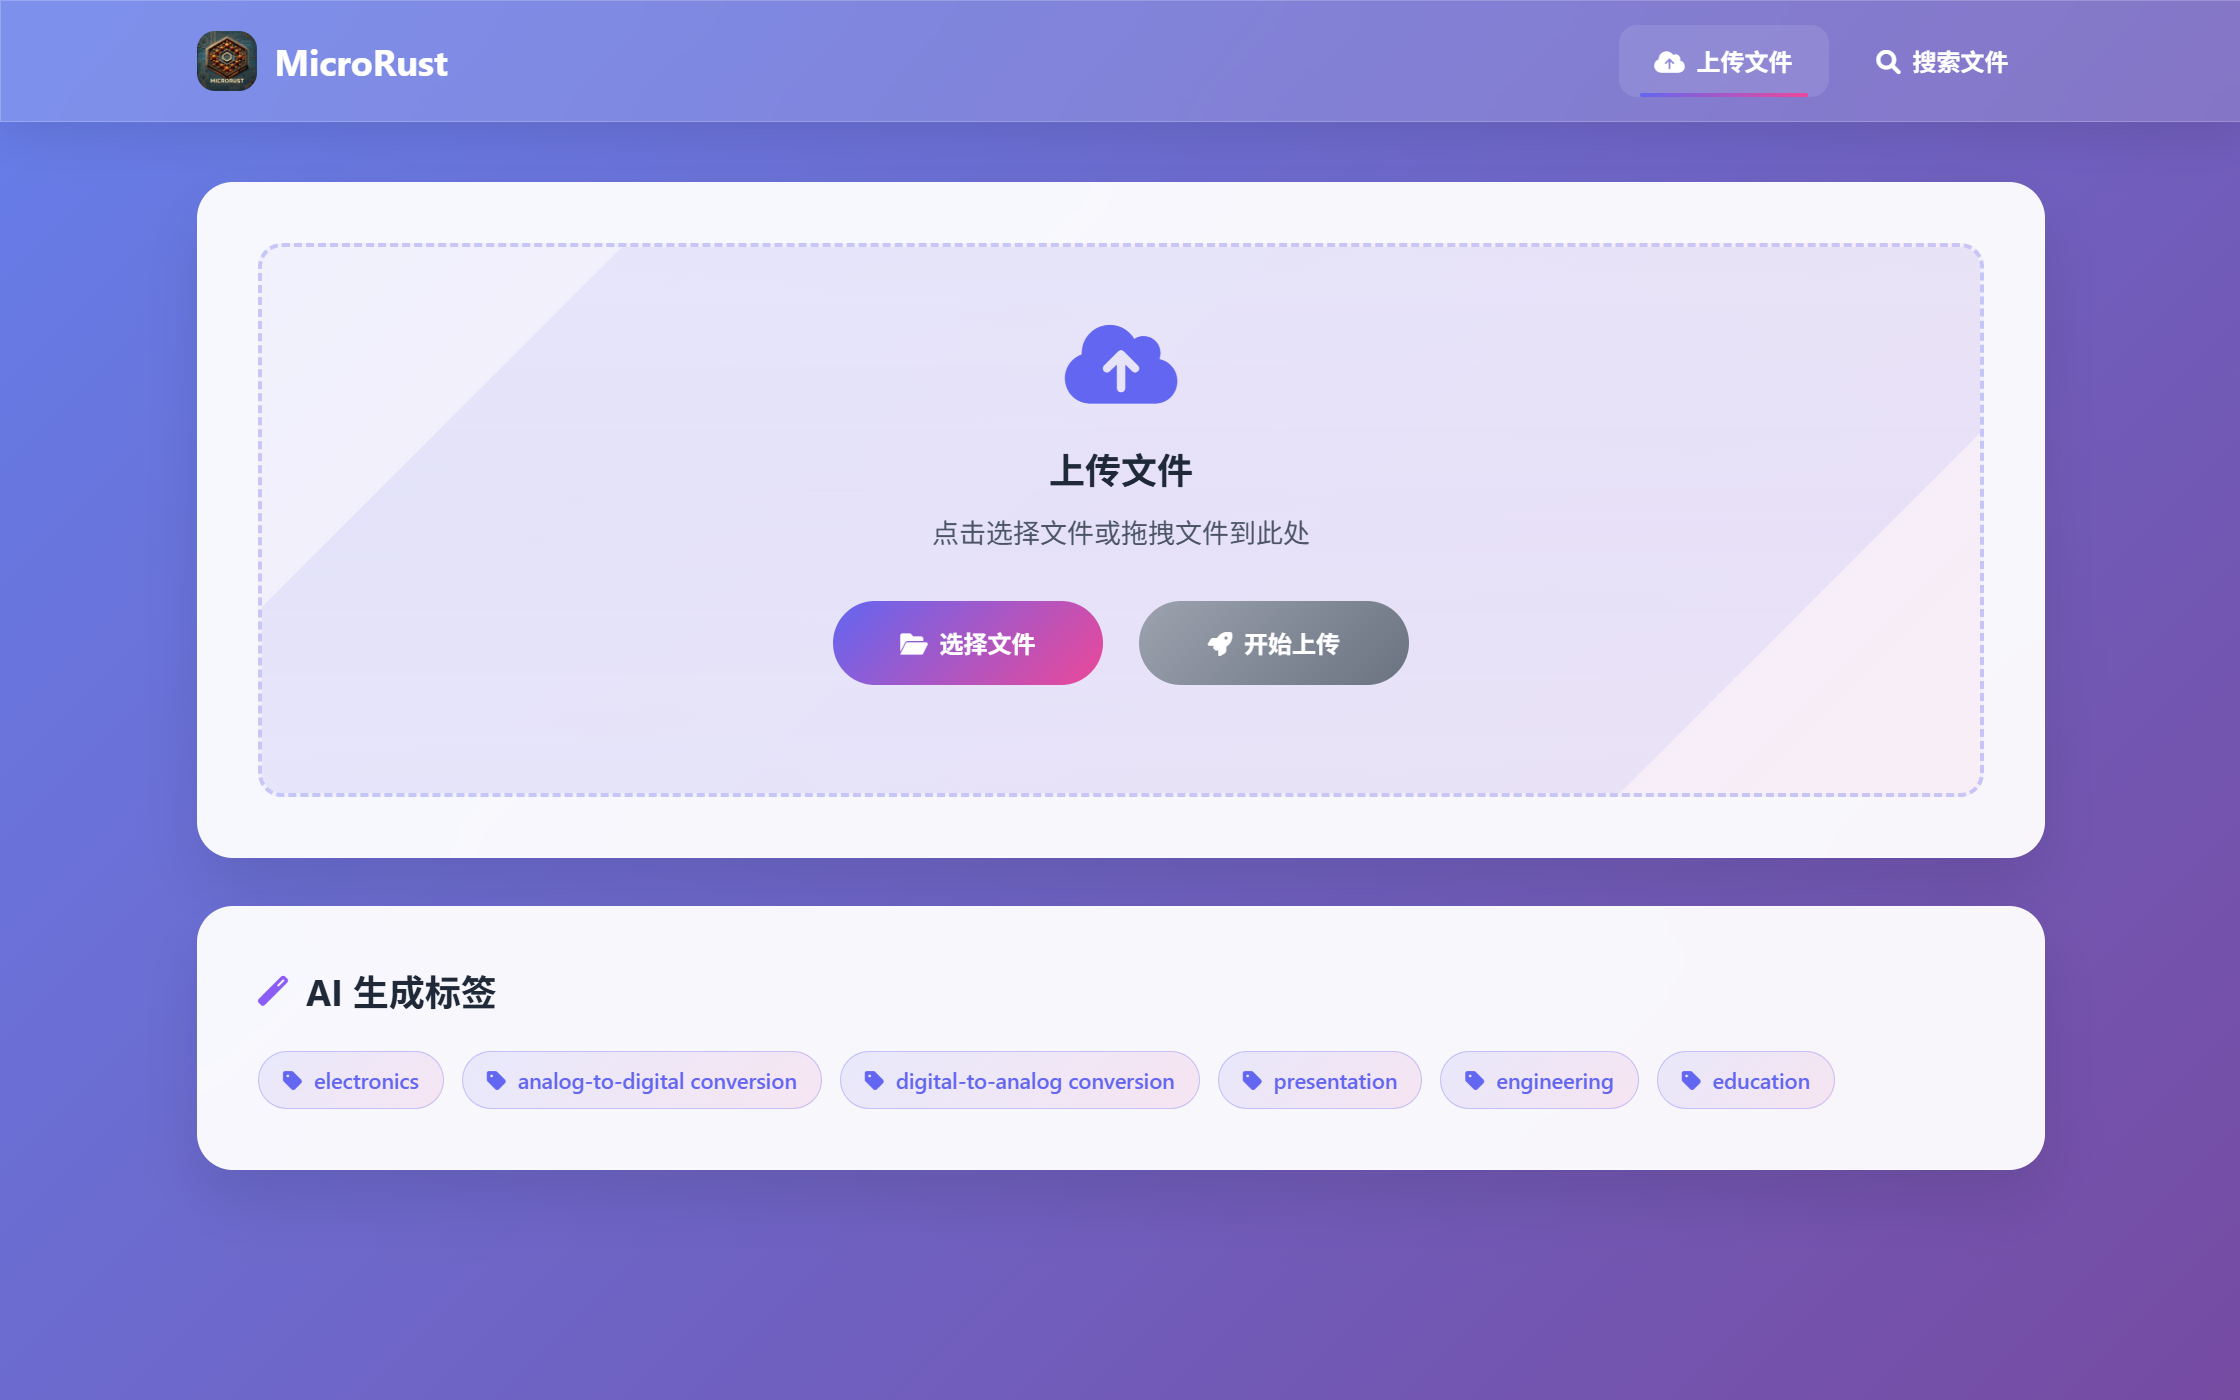 MICRORUST
MicroRust
上传文件
搜索文件
上传文件
点击选择文件或拖拽文件到此处
选择文件
开始上传
AI 生成标签
electronics
analog-to-digital conversion
digital-to-analog conversion
presentation
engineering
education